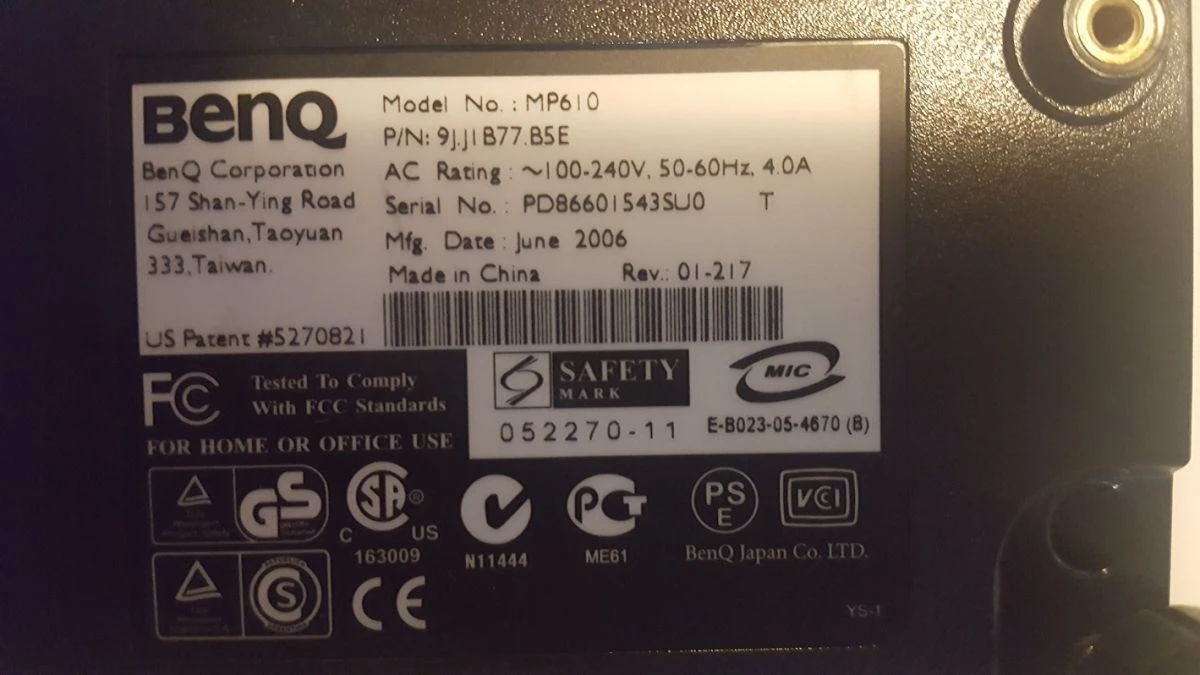 BenQ
BenQ Corporation
157 Shan-Ying Road
Gueishan,Taoyuan
333,Taiwan.
US Patent #5270821
Model No. : MP610
P/N: 9J.J1B77.B5E
AC Rating : ~100-240V, 50-60Hz, 4.0A
Serial No. : PD86601543SU0 T
Mfg. Date : June 2006
Made in China Rev.: 01-217
FC Tested To Comply
With FCC Standards
FOR HOME OR OFFICE USE
S SAFETY
MARK
052270-11
MIC
E-B023-05-4670 (B)
GS
SA ®
C US
163009
N11444
PCT
ME61
PS
E
VCI
BenQ Japan Co. LTD.
S
CE
YS-1